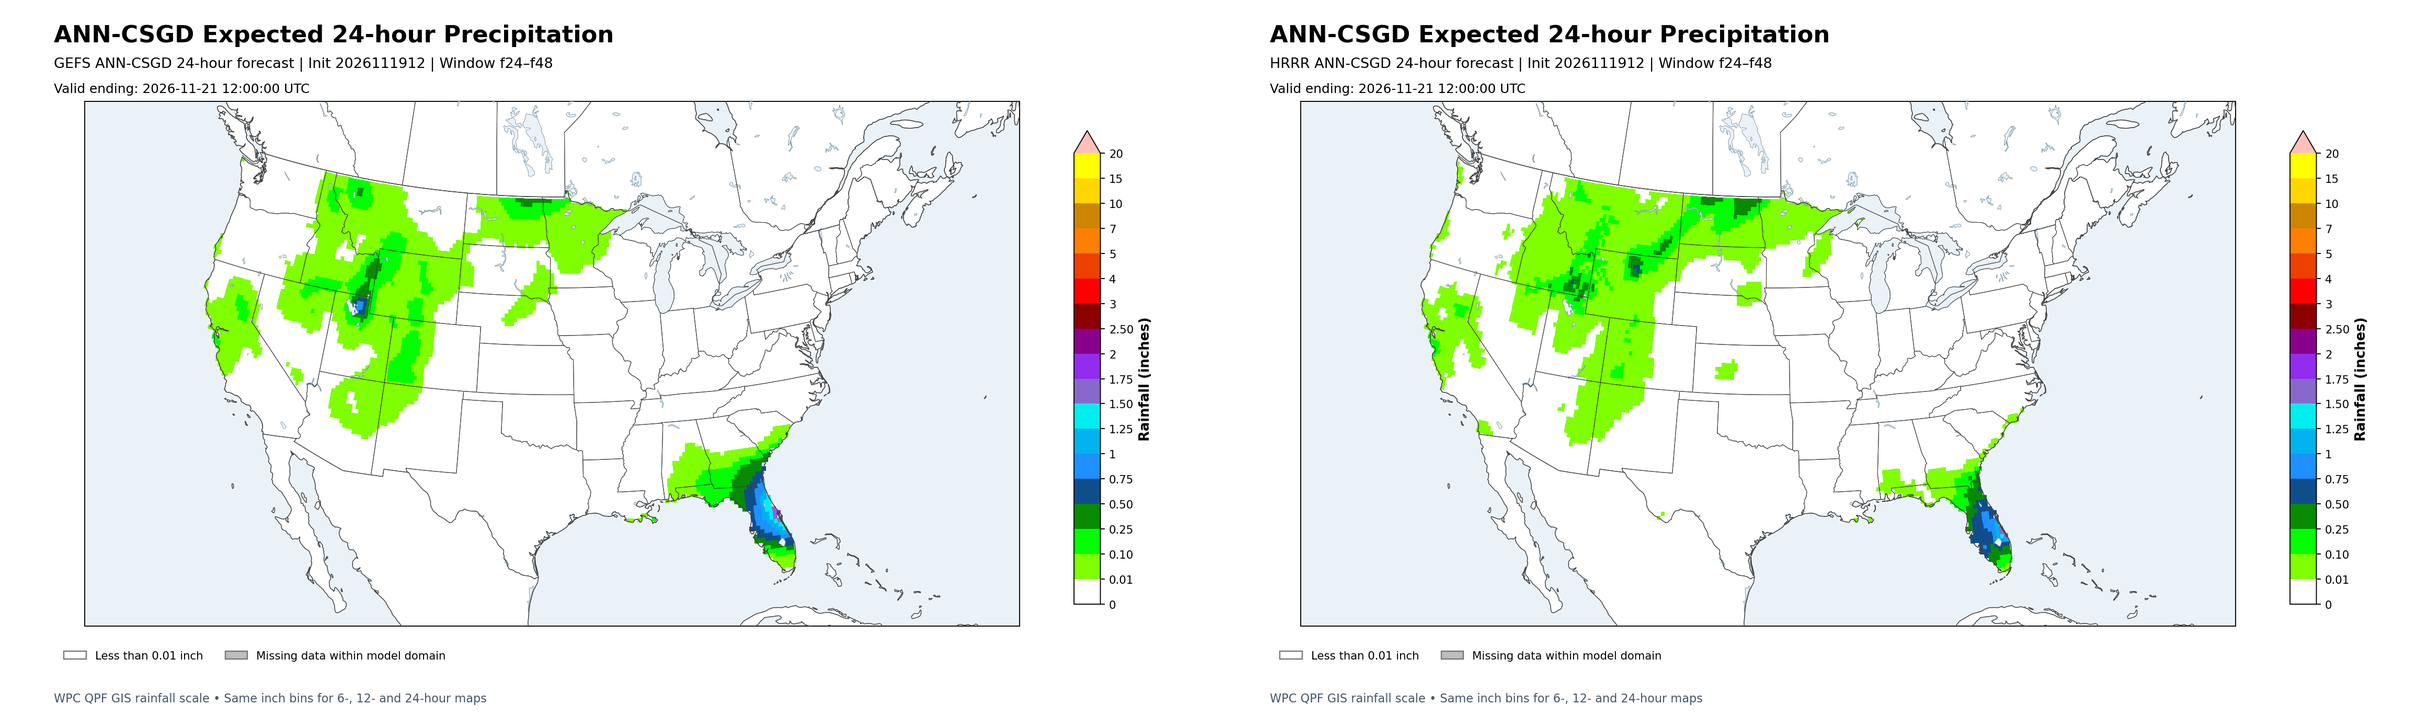 ANN-CSGD Expected 24-hour Precipitation
GEFS ANN-CSGD 24-hour forecast | Init 2026111912 | Window f24–f48
Valid ending: 2026-11-21 12:00:00 UTC
20
15
10
7
5
4
3
2.50
2
1.75
1.50
1.25
1
0.75
0.50
0.25
0.10
0.01
0
Rainfall (inches)
Less than 0.01 inch
Missing data within model domain
WPC QPF GIS rainfall scale • Same inch bins for 6-, 12- and 24-hour maps
ANN-CSGD Expected 24-hour Precipitation
HRRR ANN-CSGD 24-hour forecast | Init 2026111912 | Window f24–f48
Valid ending: 2026-11-21 12:00:00 UTC
20
15
10
7
5
4
3
2.50
2
1.75
1.50
1.25
1
0.75
0.50
0.25
0.10
0.01
0
Rainfall (inches)
Less than 0.01 inch
Missing data within model domain
WPC QPF GIS rainfall scale • Same inch bins for 6-, 12- and 24-hour maps